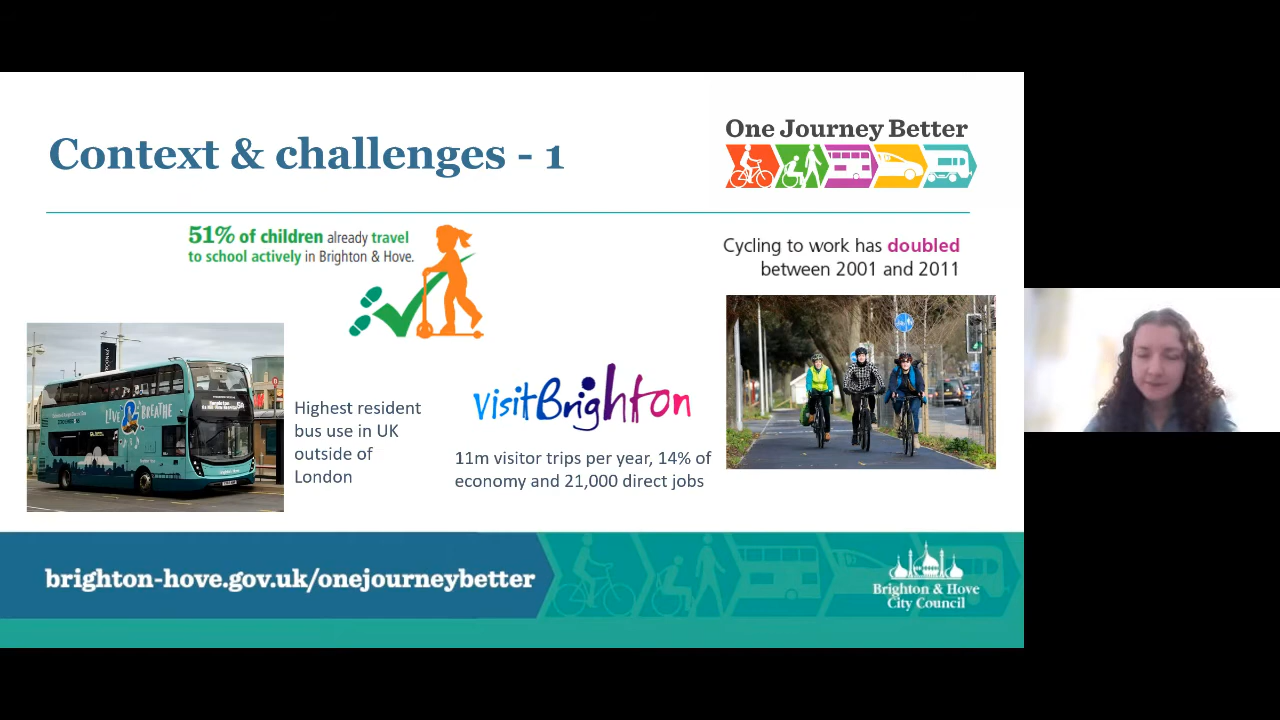 Context & challenges - 1
One Journey Better
51% of children already travel
to school actively in Brighton & Hove.
Cycling to work has doubled
between 2001 and 2011
LIVE BREATHE
Highest resident
bus use in UK
outside of
London
visitBrighton
11m visitor trips per year, 14% of
economy and 21,000 direct jobs
brighton-hove.gov.uk/onejourneybetter
Brighton & Hove
City Council